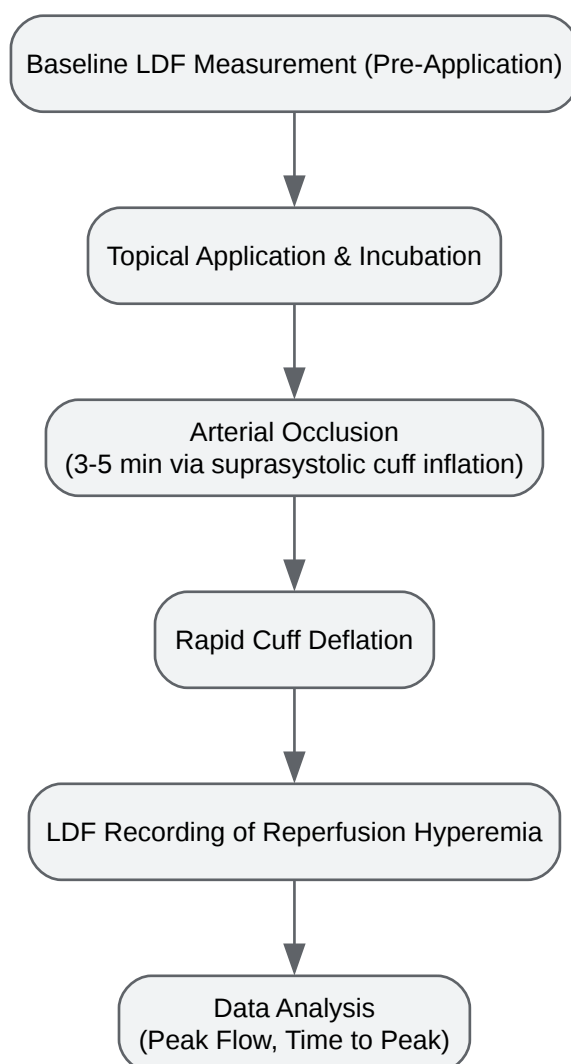 Baseline LDF Measurement (Pre-Application)
Topical Application & Incubation
Arterial Occlusion
(3-5 min via suprasystolic cuff inflation)
Rapid Cuff Deflation
LDF Recording of Reperfusion Hyperemia
Data Analysis
(Peak Flow, Time to Peak)